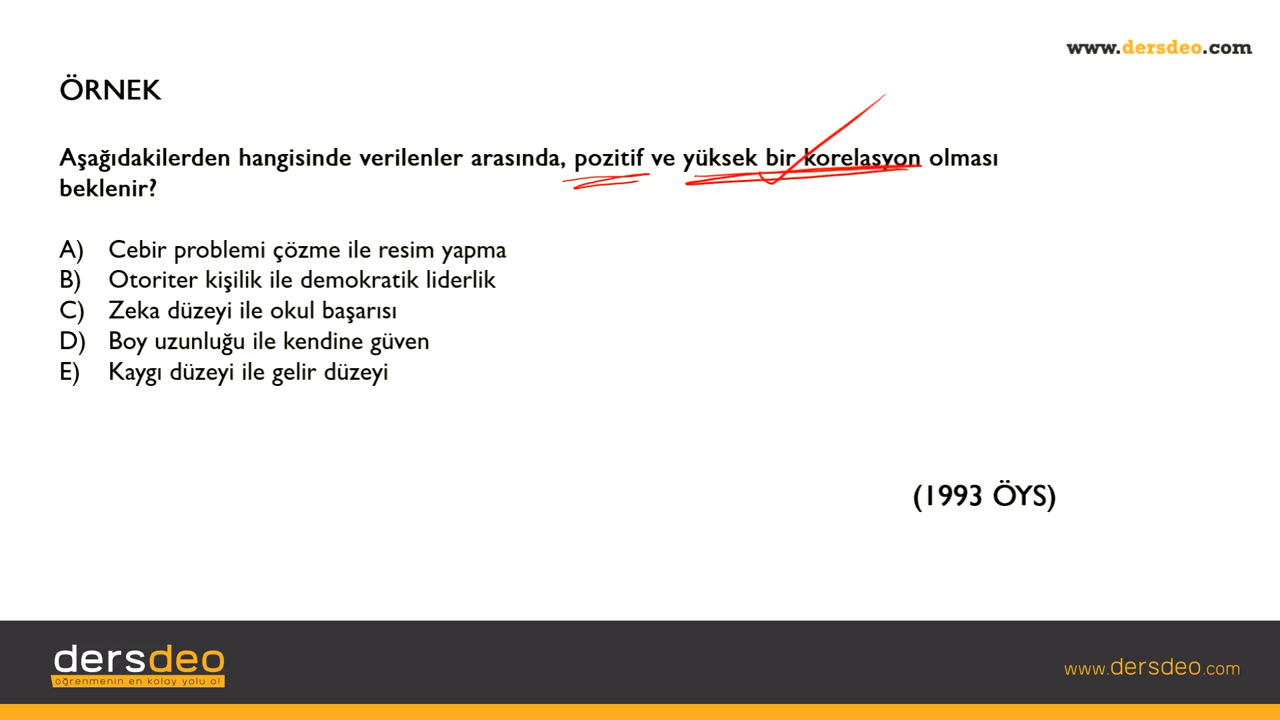 www.dersdeo.com
ÖRNEK
Aşağıdakilerden hangisinde verilenler arasında, pozitif ve yüksek bir korelasyon olması
beklenir?
A) Cebir problemi çözme ile resim yapma
B) Otoriter kişilik ile demokratik liderlik
C) Zeka düzeyi ile okul başarısı
D) Boy uzunluğu ile kendine güven
E) Kaygı düzeyi ile gelir düzeyi
(1993 ÖYS)
dersdeo
öğrenmenin en kolay yolu o!
www.dersdeo.com